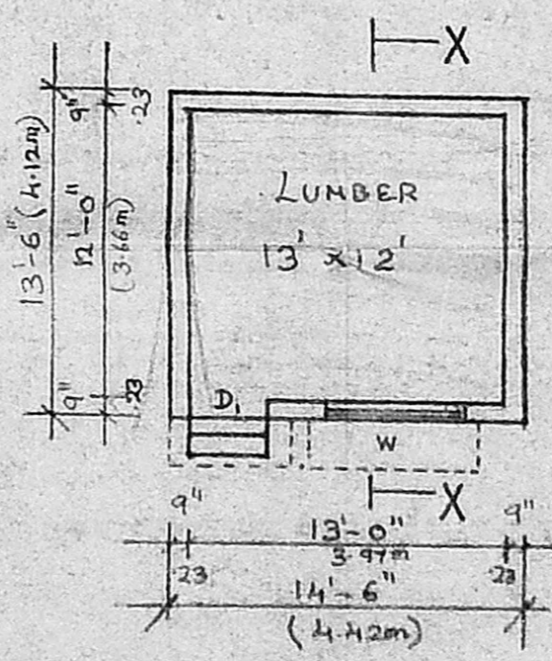 X
9" .23
13'-6" (4.12m)
12'-0"
(3.66m)
LUMBER
13' x 12'
9" .23
D1
W
X
9" 13'-0" 9"
.23 3.97m .23
14'-6"
(4.42m)